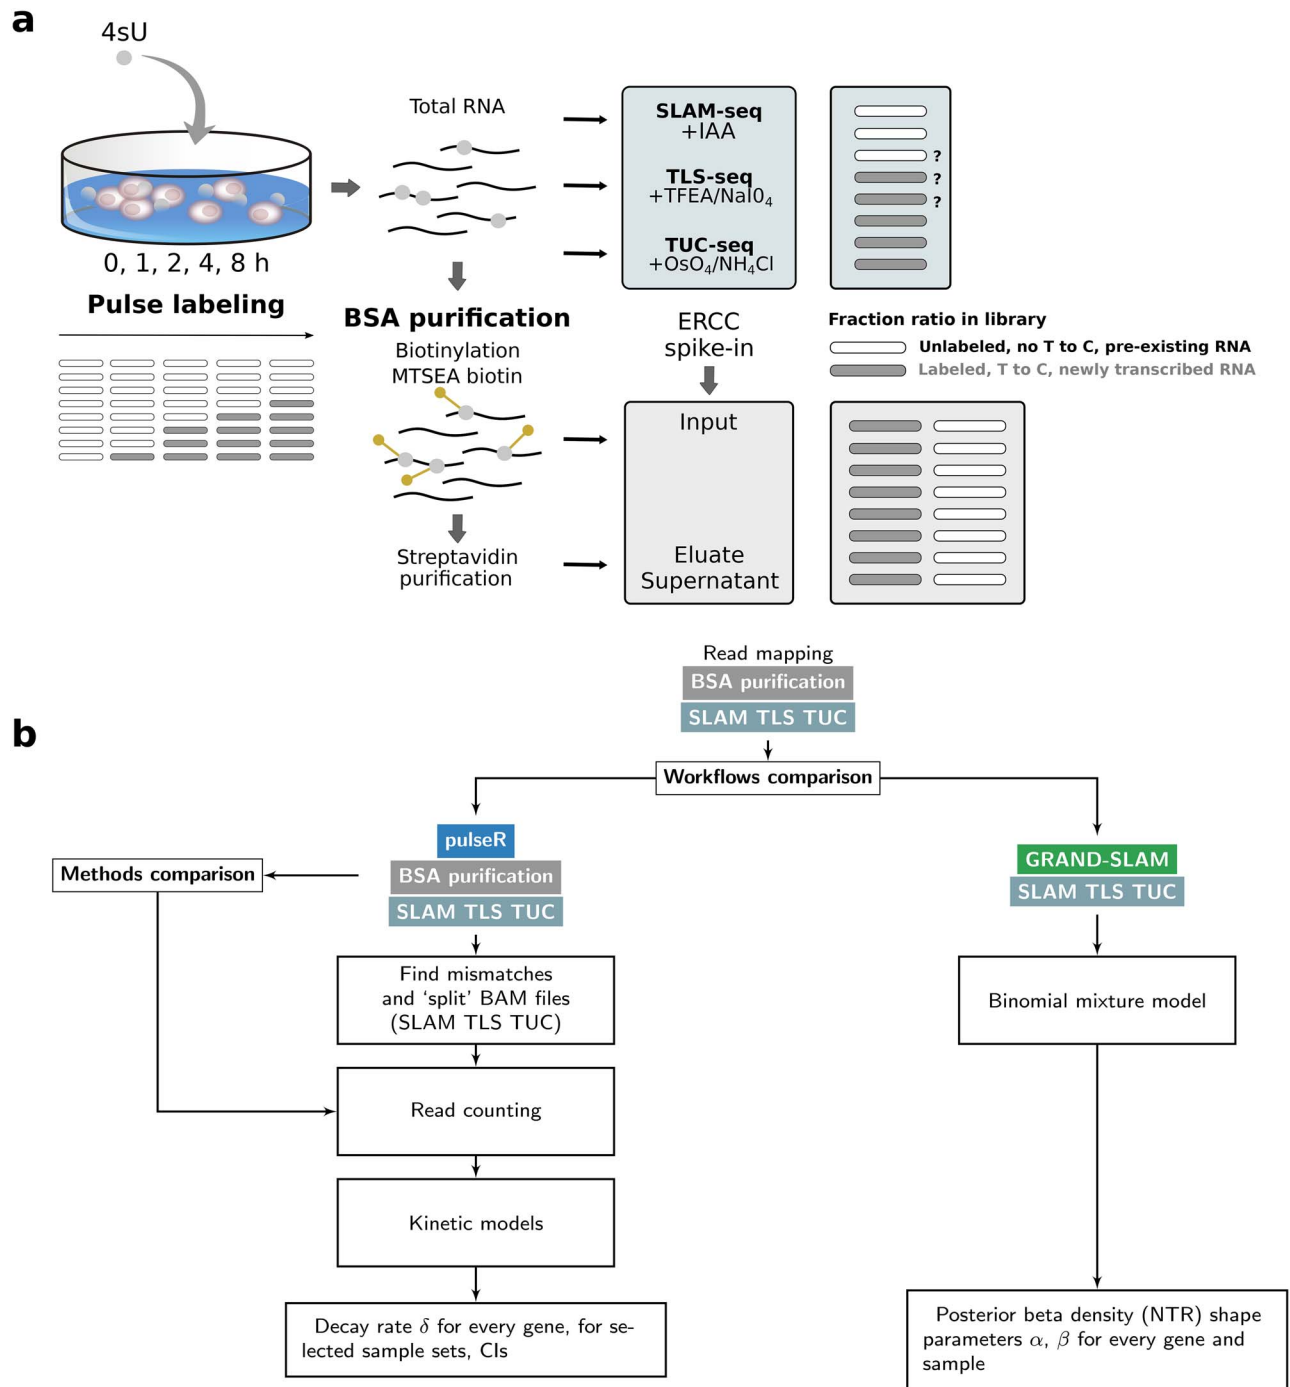 a
4sU
0, 1, 2, 4, 8 h
Pulse labeling
Total RNA
BSA purification
Biotinylation
MTSEA biotin
Streptavidin
purification
SLAM-seq
+IAA
TLS-seq
+TFEA/NaI0₄
TUC-seq
+OsO₄/NH₄Cl
?
?
?
ERCC
spike-in
Fraction ratio in library
Unlabeled, no T to C, pre-existing RNA
Labeled, T to C, newly transcribed RNA
Input
Eluate
Supernatant
b
Read mapping
BSA purification
SLAM TLS TUC
Workflows comparison
pulseR
BSA purification
SLAM TLS TUC
Methods comparison
GRAND-SLAM
SLAM TLS TUC
Find mismatches
and ‘split’ BAM files
(SLAM TLS TUC)
Binomial mixture model
Read counting
Kinetic models
Decay rate δ for every gene, for se-
lected sample sets, CIs
Posterior beta density (NTR) shape
parameters α, β for every gene and
sample